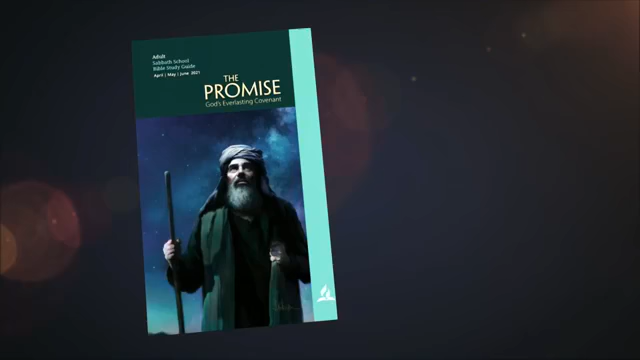 Adult
Sabbath School
Bible Study Guide
April | May | June 2021
THE
PROMISE
God's Everlasting Covenant